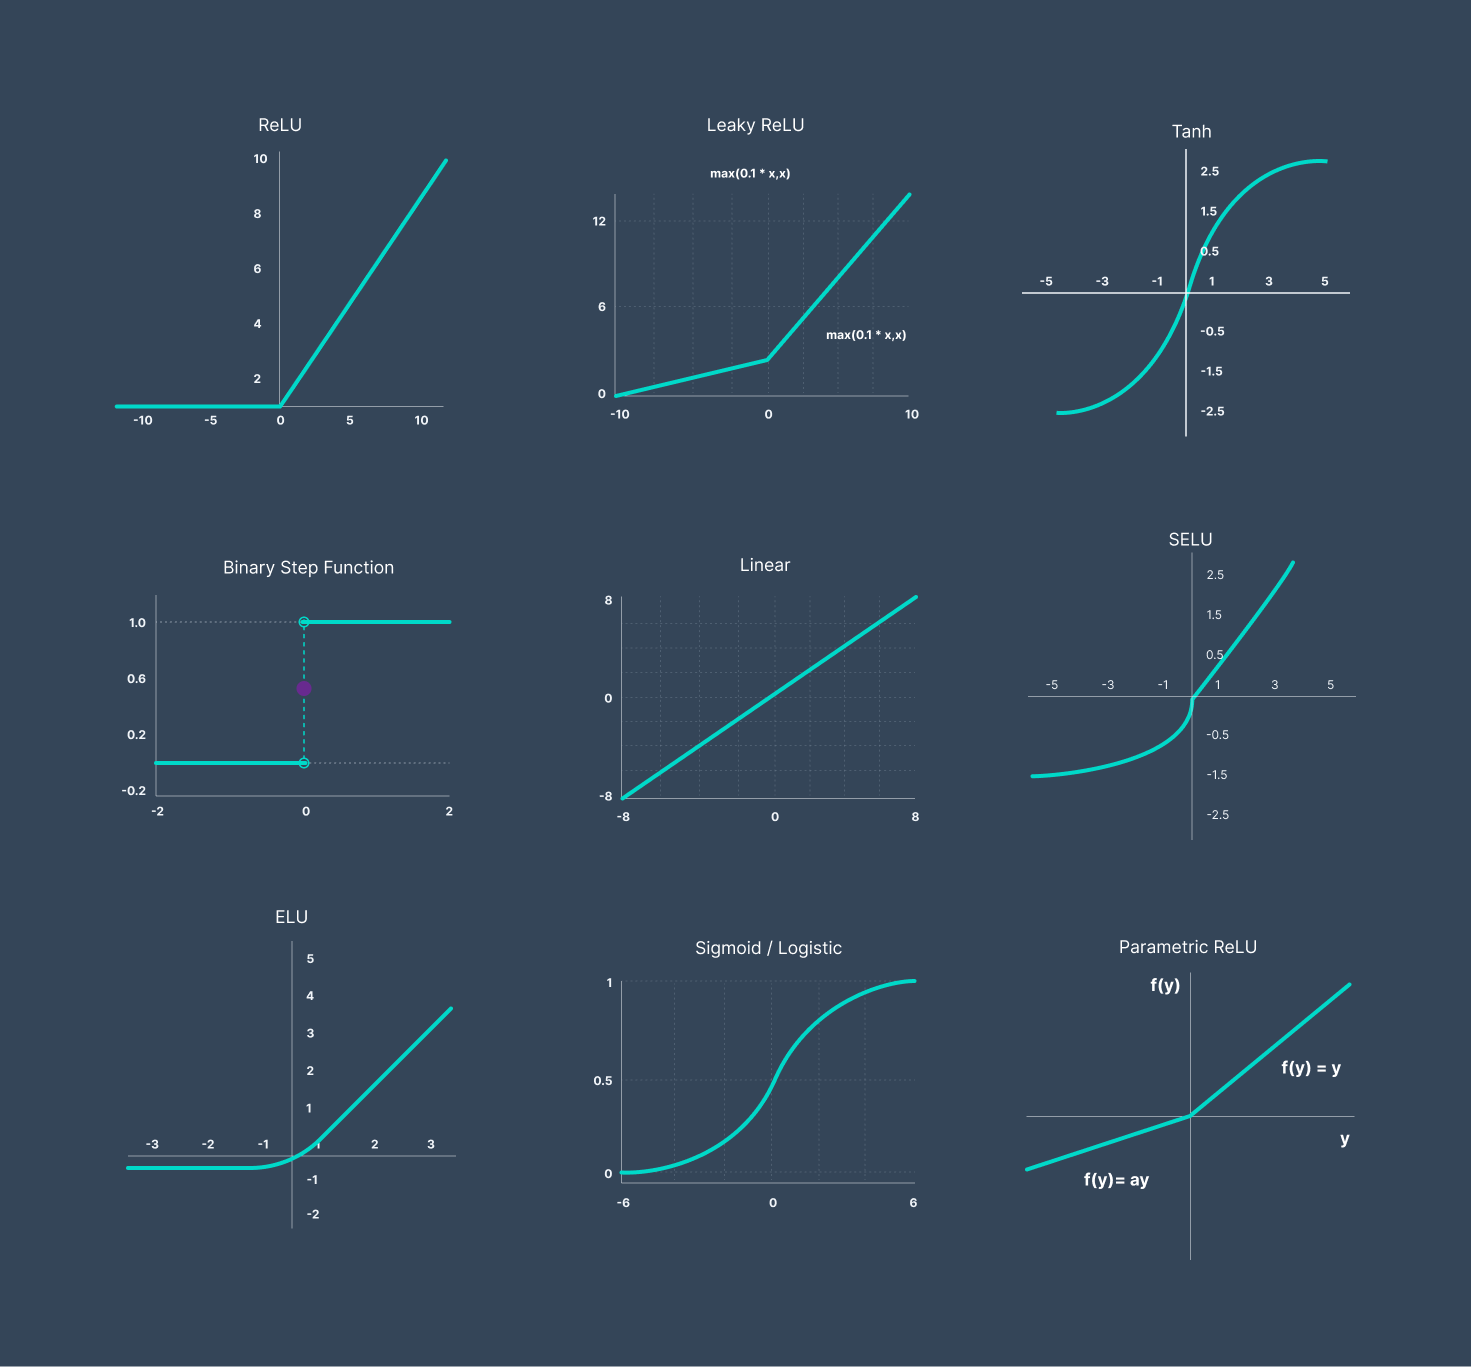 ReLU
10
8
6
4
2
-10 -5 0 5 10
Leaky ReLU
max(0.1 * x,x)
12
6
max(0.1 * x,x)
0
-10 0 10
Tanh
2.5
1.5
0.5
-5 -3 -1 1 3 5
-0.5
-1.5
-2.5
Binary Step Function
1.0
0.6
0.2
-0.2
-2 0 2
Linear
8
0
-8
-8 0 8
SELU
2.5
1.5
0.5
-5 -3 -1 1 3 5
-0.5
-1.5
-2.5
ELU
5
4
3
2
1
-3 -2 -1 1 2 3
-1
-2
Sigmoid / Logistic
1
0.5
0
-6 0 6
Parametric ReLU
f(y)
f(y) = y
y
f(y)= ay